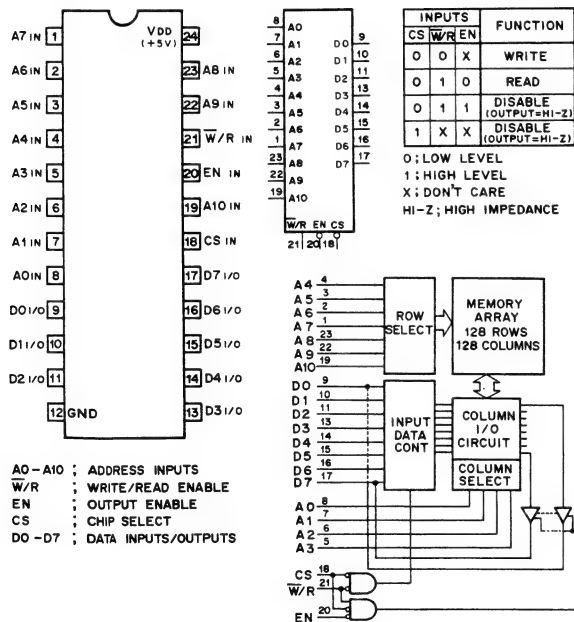 A7 IN 1
VDD
(+5V)
24
A6 IN 2
23 A8 IN
A5 IN 3
22 A9 IN
A4 IN 4
21 W̅/R IN
A3 IN 5
20 EN IN
A2 IN 6
19 A10 IN
A1 IN 7
18 CS IN
A0 IN 8
17 D7 I/O
D0 I/O 9
16 D6 I/O
D1 I/O 10
15 D5 I/O
D2 I/O 11
14 D4 I/O
12 GND
13 D3 I/O
A0-A10 ; ADDRESS INPUTS
W̅/R ; WRITE/READ ENABLE
EN ; OUTPUT ENABLE
CS ; CHIP SELECT
D0-D7 ; DATA INPUTS/OUTPUTS
8 A0
7 A1
6 A2
5 A3
4 A4
3 A5
2 A6
1 A7
23 A8
22 A9
19 A10
D0 9
D1 10
D2 11
D3 13
D4 14
D5 15
D6 16
D7 17
W̅/R EN CS
21 20 18
INPUTS FUNCTION
CS W̅/R EN
0 0 X WRITE
0 1 0 READ
0 1 1 DISABLE
(OUTPUT=HI-Z)
1 X X DISABLE
(OUTPUT=HI-Z)
0; LOW LEVEL
1; HIGH LEVEL
X; DON'T CARE
HI-Z; HIGH IMPEDANCE
A4 4
A5 3
A6 2
A7 1
A8 23
A9 22
A10 19
ROW
SELECT
MEMORY
ARRAY
128 ROWS
128 COLUMNS
D0 9
D1 10
D2 11
D3 13
D4 14
D5 15
D6 16
D7 17
INPUT
DATA
CONT
COLUMN
I/O
CIRCUIT
COLUMN
SELECT
A0 8
A1 7
A2 6
A3 5
CS 18
W̅/R 21
EN 20